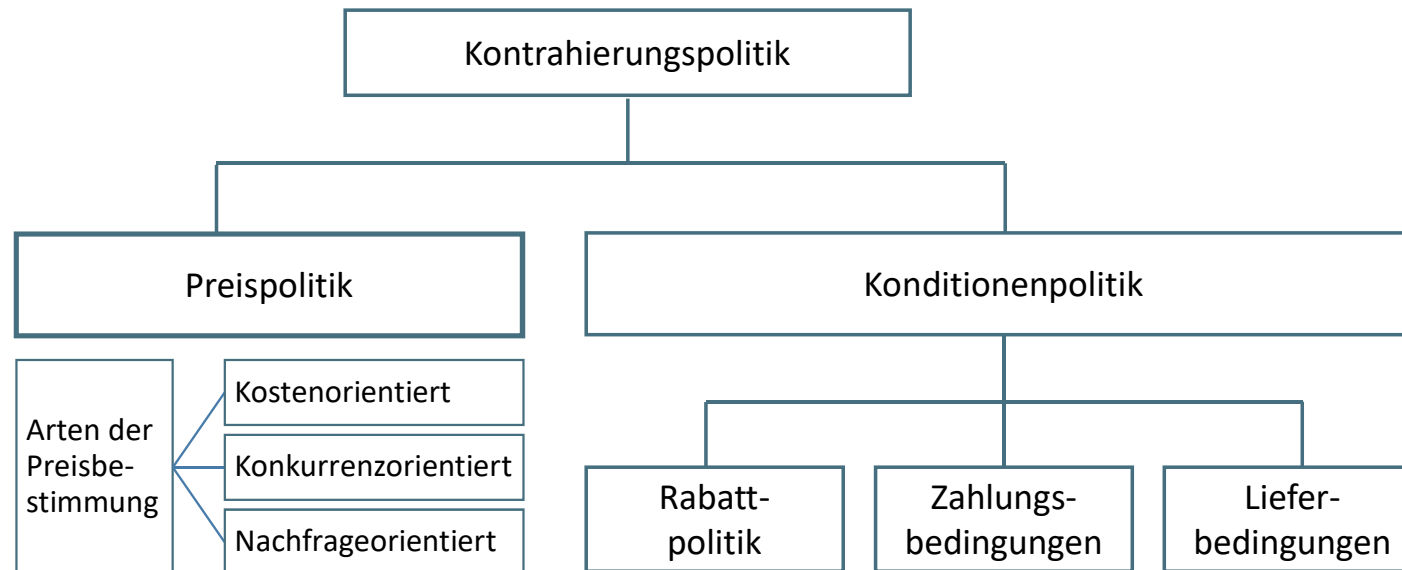 Kontrahierungspolitik
Preispolitik
Konditionenpolitik
Arten der
Preisbe-
stimmung
Kostenorientiert
Konkurrenzorientiert
Nachfrageorientiert
Rabatt-
politik
Zahlungs-
bedingungen
Liefer-
bedingungen